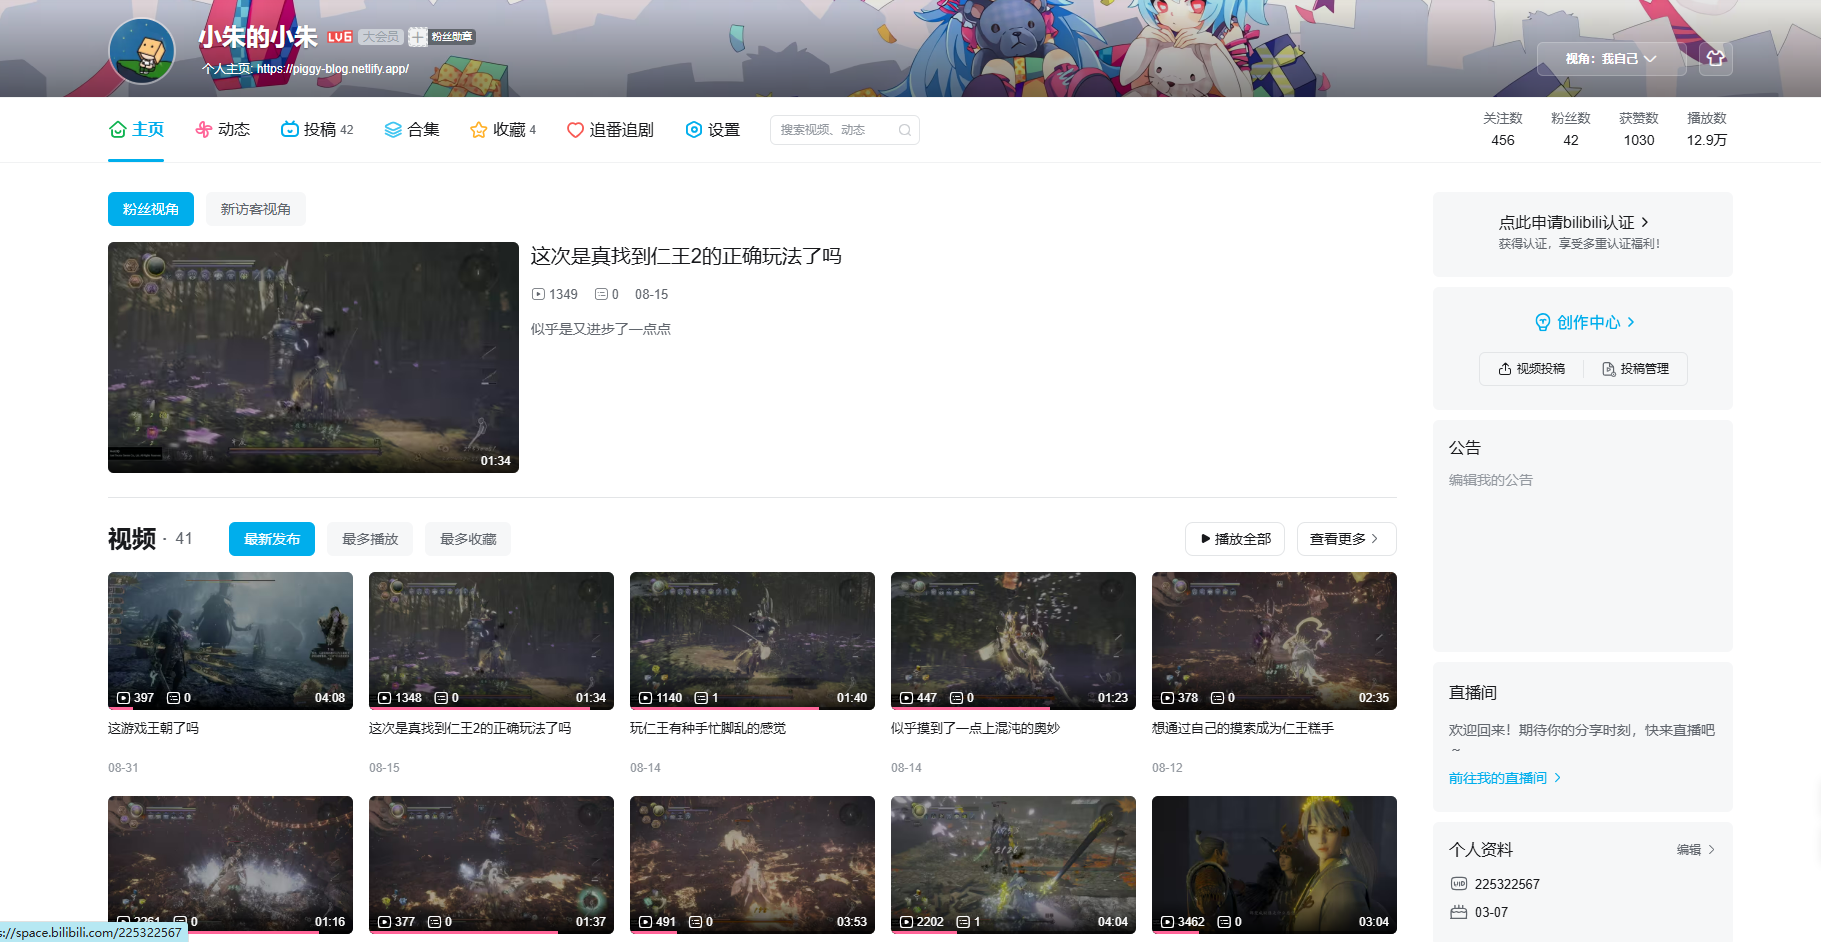 小朱的小朱 LV6 大会员 粉丝勋章
个人主页: https://piggy-blog.netlify.app/
视角：我自己
主页 动态 投稿 42 合集 收藏 4 追番追剧 设置 搜索视频、动态
关注数 粉丝数 获赞数 播放数
456 42 1030 12.9万
粉丝视角 新访客视角
01:34
这次是真找到仁王2的正确玩法了吗
1349 0 08-15
似乎是又进步了一点点
视频 · 41 最新发布 最多播放 最多收藏 播放全部 查看更多
397 0 04:08
这游戏王朝了吗
08-31
1348 0 01:34
这次是真找到仁王2的正确玩法了吗
08-15
1140 1 01:40
玩仁王有种手忙脚乱的感觉
08-14
447 0 01:23
似乎摸到了一点上混沌的奥妙
08-14
378 0 02:35
想通过自己的摸索成为仁王糕手
08-12
2261 0 01:16
377 0 01:37
491 0 03:53
2202 1 04:04
3462 0 03:04
点此申请bilibili认证
获得认证，享受多重认证福利！
创作中心
视频投稿 投稿管理
公告
编辑我的公告
直播间
欢迎回来！期待你的分享时刻，快来直播吧
~
前往我的直播间
个人资料 编辑
UID 225322567
03-07
s://space.bilibili.com/225322567